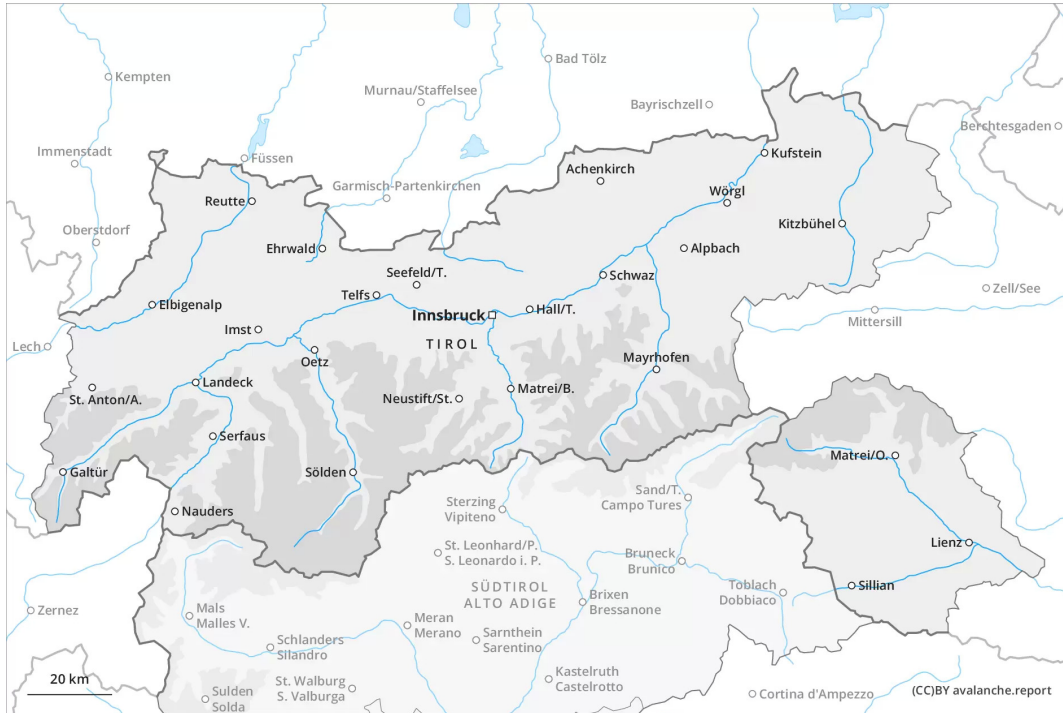 Kempten
Bad Tölz
Murnau/Staffelsee
Bayrischzell
Berchtesgaden
Immenstadt
Füssen
Kufstein
Achenkirch
Garmisch-Partenkirchen
Wörgl
Reutte
Oberstdorf
Kitzbühel
Ehrwald
Alpbach
Seefeld/T.
Schwaz
Zell/See
Telfs
Elbigenalp
Hall/T.
Innsbruck
Mittersill
Imst
TIROL
Lech
Oetz
Mayrhofen
Landeck
Matrei/B.
St. Anton/A.
Neustift/St.
Serfaus
Matrei/O.
Galtür
Sölden
Sand/T.
Campo Tures
Sterzing
Vipiteno
Nauders
Lienz
St. Leonhard/P.
S. Leonardo i. P.
Bruneck
Brunico
Sillian
SÜDTIROL
ALTO ADIGE
Toblach
Dobbiaco
Brixen
Bressanone
Zernez
Mals
Malles V.
Meran
Merano
Sarnthein
Sarentino
Schlanders
Silandro
Kastelruth
Castelrotto
20 km
St. Walburg
S. Valburga
Sulden
Solda
Cortina d'Ampezzo
(CC)BY avalanche.report